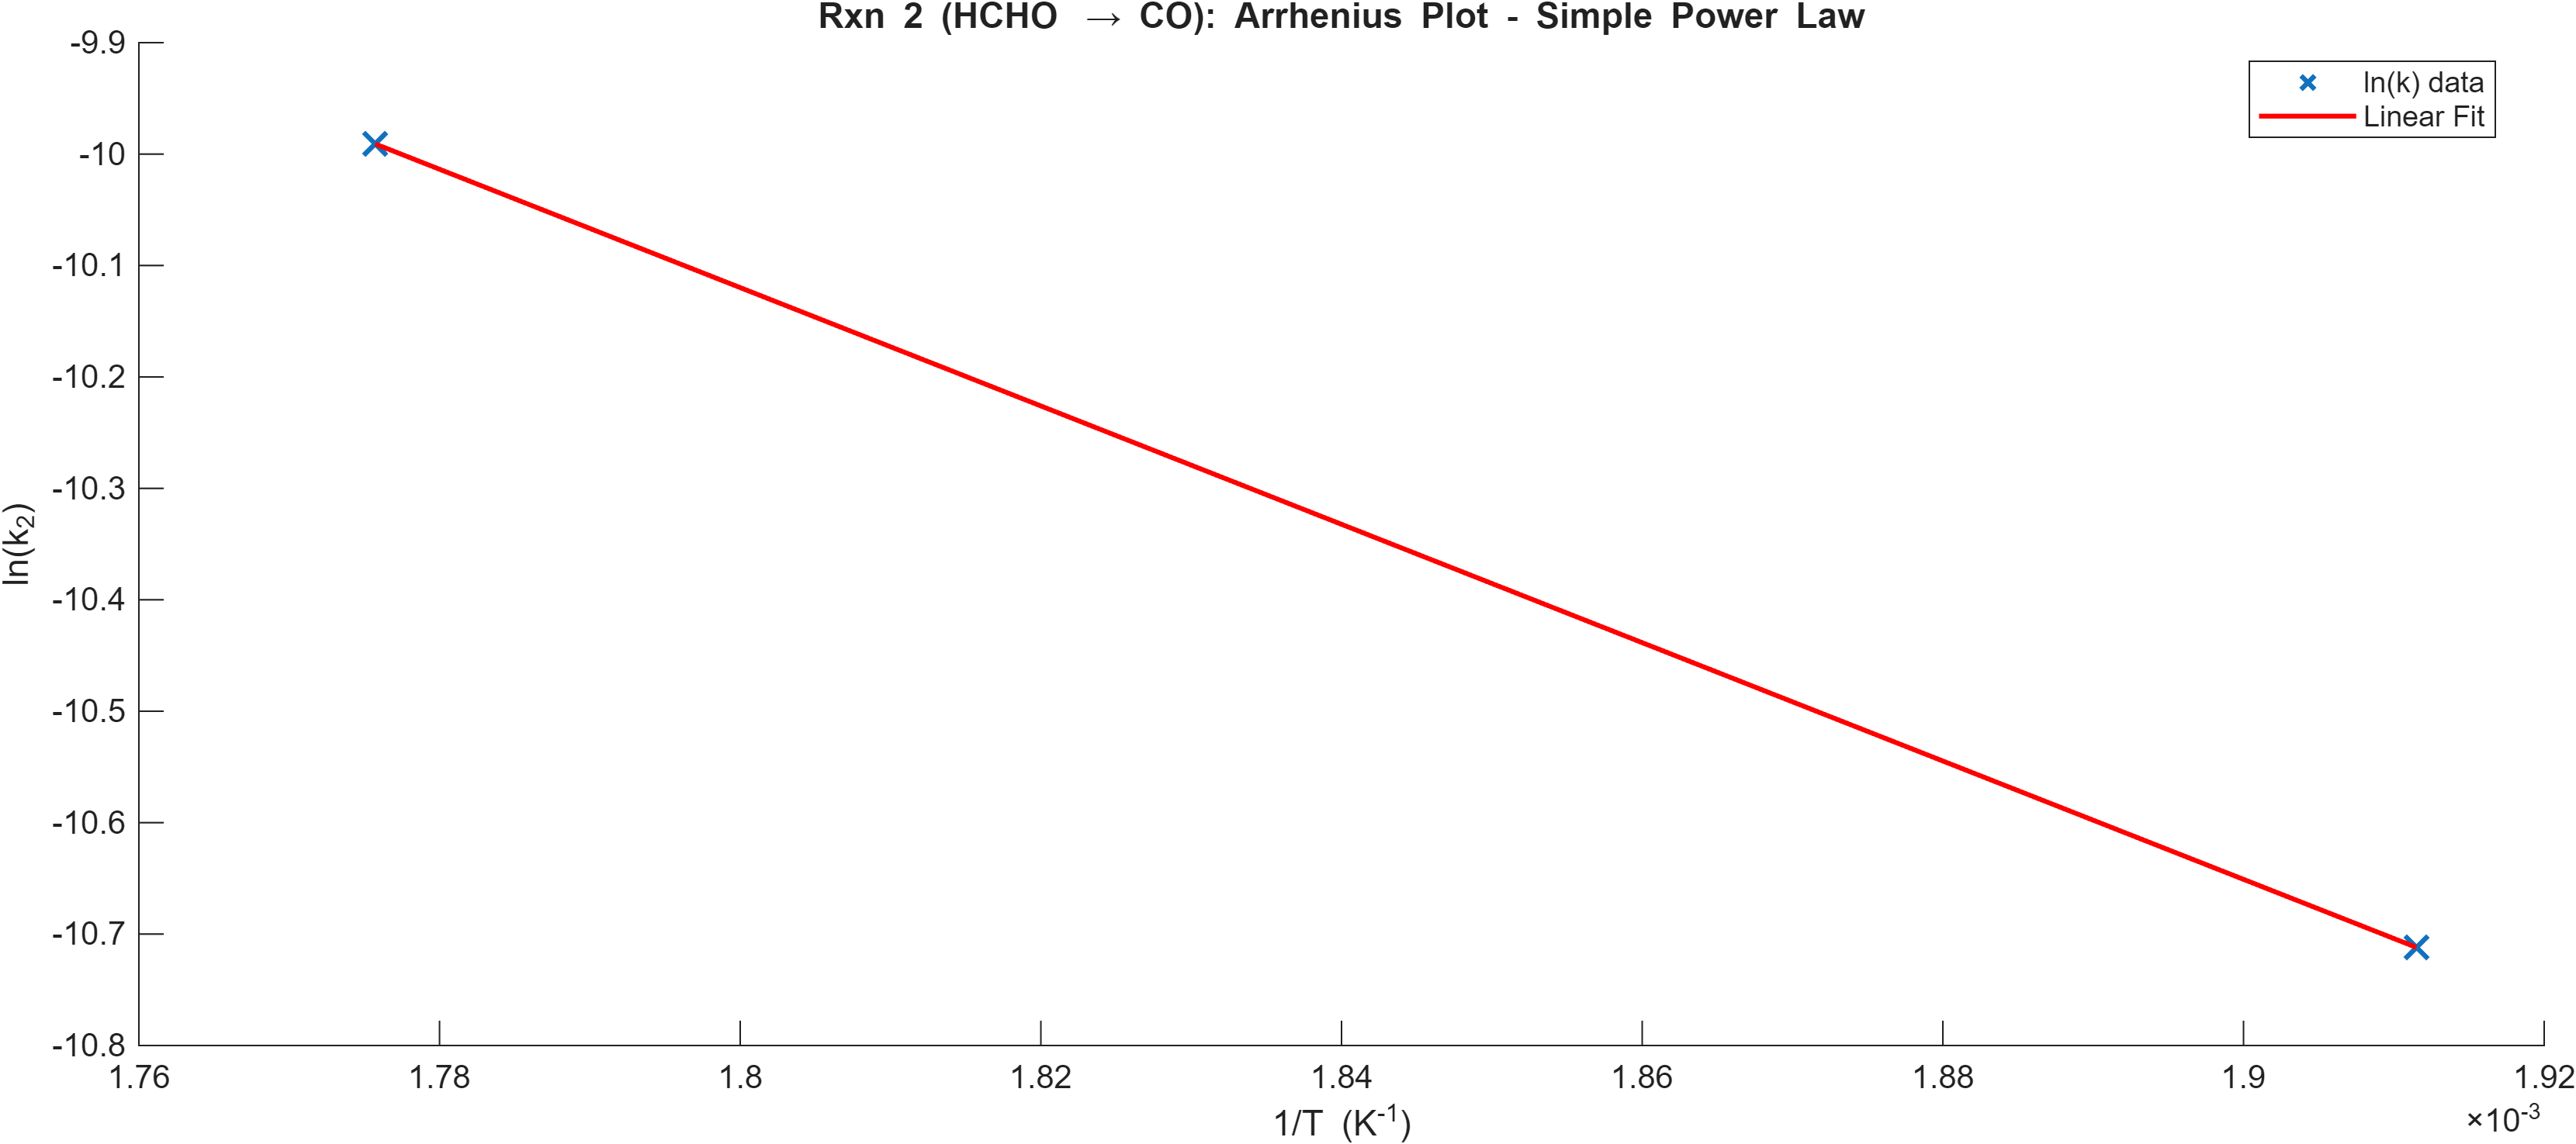 Rxn 2 (HCHO → CO): Arrhenius Plot - Simple Power Law
-9.9
-10
-10.1
-10.2
-10.3
-10.4
-10.5
-10.6
-10.7
-10.8
ln(k₂)
ln(k) data
Linear Fit
1.76 1.78 1.8 1.82 1.84 1.86 1.88 1.9 1.92
×10⁻³
1/T (K⁻¹)